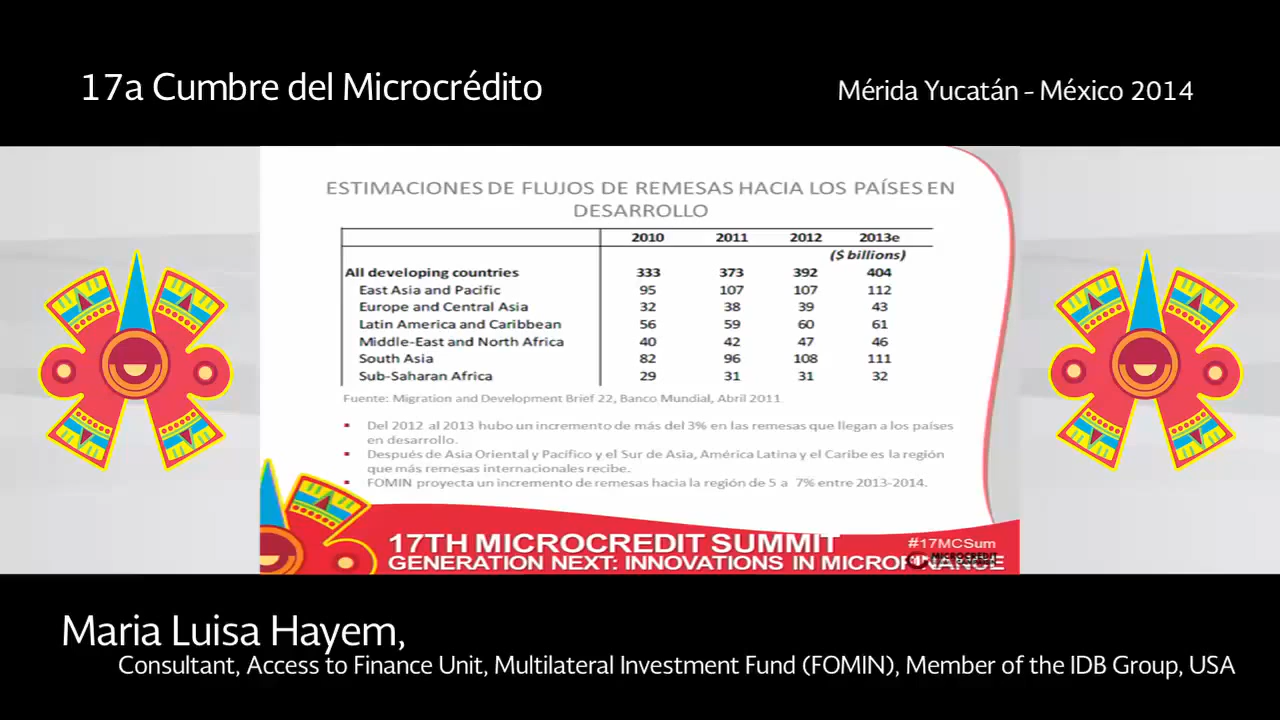 17a Cumbre del Microcrédito
Mérida Yucatán - México 2014
ESTIMACIONES DE FLUJOS DE REMESAS HACIA LOS PAÍSES EN
DESARROLLO
2010 2011 2012 2013e
($ billions)
All developing countries 333 373 392 404
East Asia and Pacific 95 107 107 112
Europe and Central Asia 32 38 39 43
Latin America and Caribbean 56 59 60 61
Middle-East and North Africa 40 42 47 46
South Asia 82 96 108 111
Sub-Saharan Africa 29 31 31 32
Fuente: Migration and Development Brief 22, Banco Mundial, Abril 2011
▪ Del 2012 al 2013 hubo un incremento de más del 3% en las remesas que llegan a los países
en desarrollo.
▪ Después de Asia Oriental y Pacífico y el Sur de Asia, América Latina y el Caribe es la región
que más remesas internacionales recibe.
▪ FOMIN proyecta un incremento de remesas hacia la región de 5 a 7% entre 2013-2014.
17TH MICROCREDIT SUMMIT
#17MCSum
MICROCREDIT
GENERATION NEXT: INNOVATIONS IN MICROFINANCE
Maria Luisa Hayem,
Consultant, Access to Finance Unit, Multilateral Investment Fund (FOMIN), Member of the IDB Group, USA